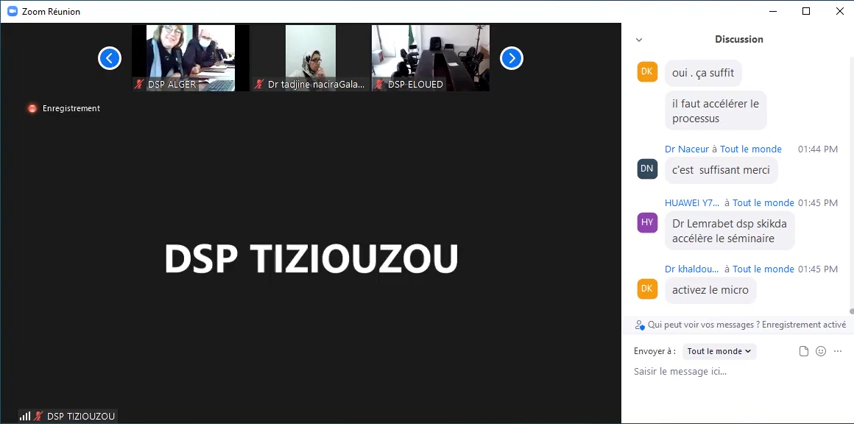 Zoom Réunion
DSP ALGER
Dr tadjine naciraGala...
DSP ELOUED
Enregistrement
DSP TIZIOUZOU
DSP TIZIOUZOU
Discussion
DK
oui . ça suffit
il faut accélérer le
processus
Dr Naceur à Tout le monde 01:44 PM
DN
c'est suffisant merci
HUAWEI Y7... à Tout le monde 01:45 PM
HY
Dr Lemrabet dsp skikda
accélère le séminaire
Dr khaldou... à Tout le monde 01:45 PM
DK
activez le micro
Qui peut voir vos messages ? Enregistrement activé
Envoyer à : Tout le monde
Saisir le message ici...